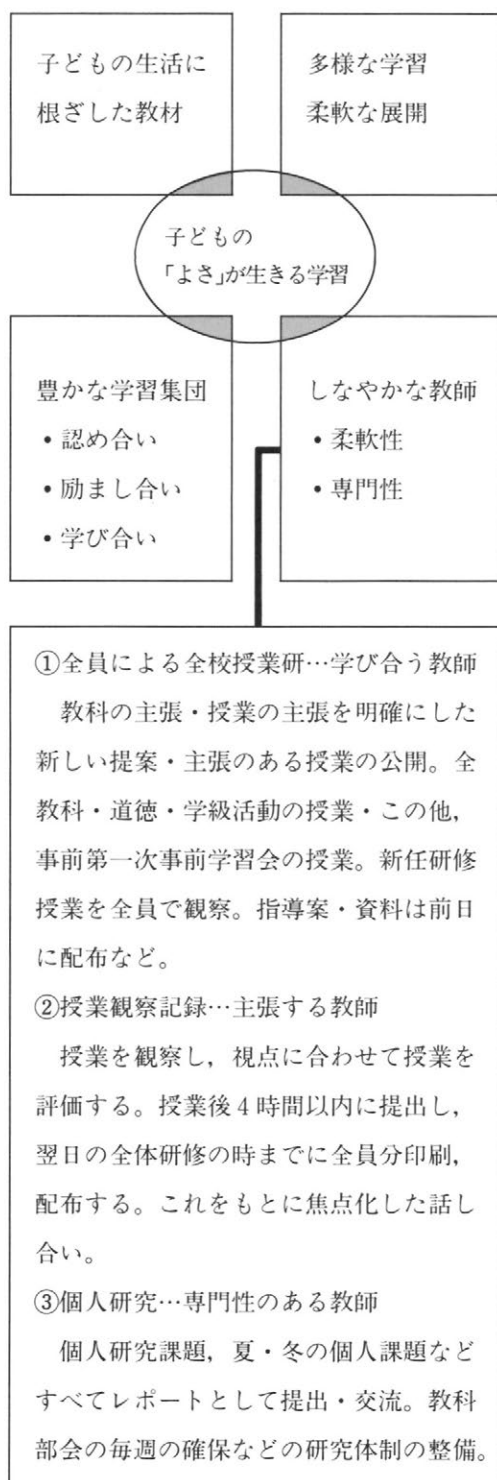 子どもの生活に
根ざした教材
多様な学習
柔軟な展開
子どもの
「よさ」が生きる学習
豊かな学習集団
・認め合い
・励まし合い
・学び合い
しなやかな教師
・柔軟性
・専門性
①全員による全校授業研…学び合う教師
教科の主張・授業の主張を明確にした
新しい提案・主張のある授業の公開。全
教科・道徳・学級活動の授業・この他,
事前第一次事前学習会の授業。新任研修
授業を全員で観察。指導案・資料は前日
に配布など。
②授業観察記録…主張する教師
授業を観察し,視点に合わせて授業を
評価する。授業後4時間以内に提出し,
翌日の全体研修の時までに全員分印刷,
配布する。これをもとに焦点化した話し
合い。
③個人研究…専門性のある教師
個人研究課題,夏・冬の個人課題など
すべてレポートとして提出・交流。教科
部会の毎週の確保などの研究体制の整備。